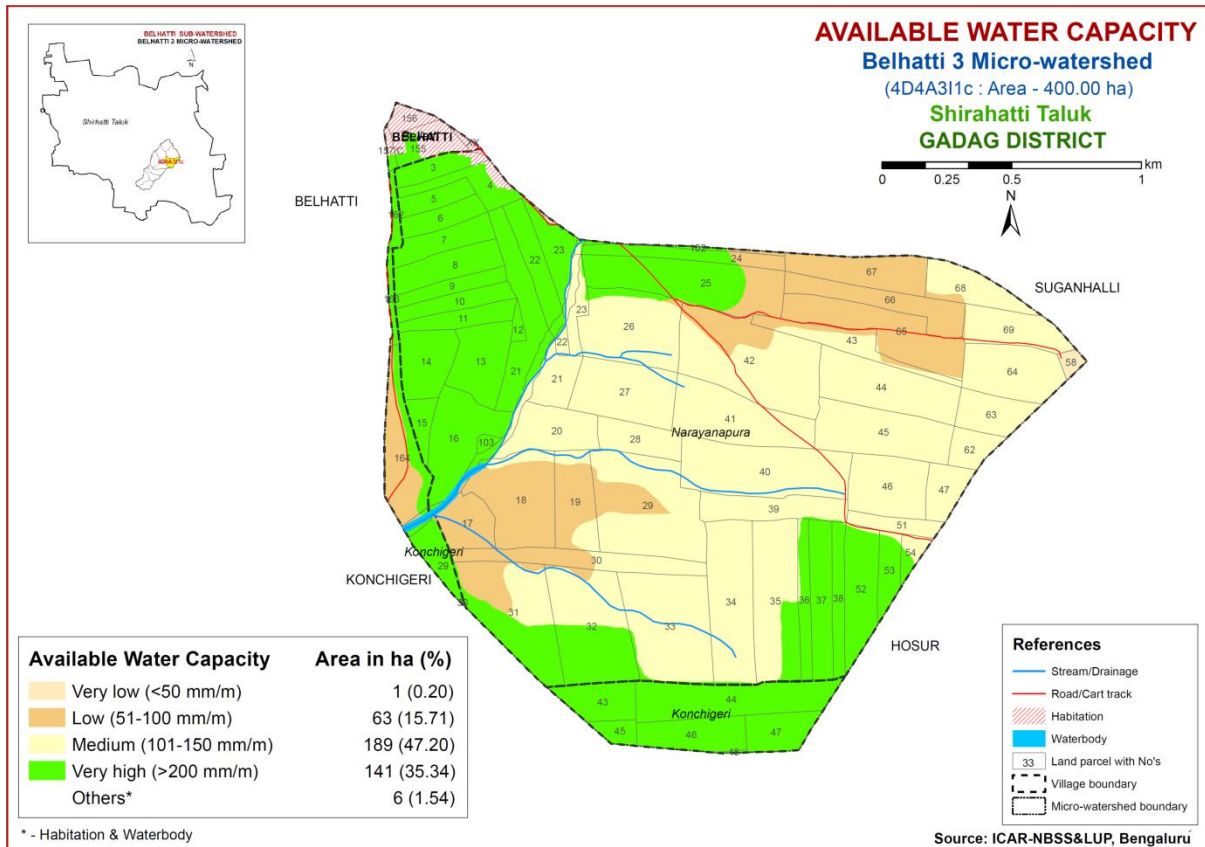 BELHATTI SUB-WATERSHED
BELHATTI 3 MICRO-WATERSHED
N
Shirhatti Taluk
4D4A3I1c
AVAILABLE WATER CAPACITY
Belhatti 3 Micro-watershed
(4D4A3I1c : Area - 400.00 ha)
Shirahatti Taluk
GADAG DISTRICT
km
0 0.25 0.5 1
N
156
BELHATTI
155
3
4
5
BELHATTI
6
7
22
23
8
9
10
11
12
14
13
21
15
16
103
164
24
25
67
68
SUGANHALLI
66
65
69
23
26
22
42
43
58
64
21
27
44
41
63
Narayanapura
45
62
20
28
40
46
47
18
19
29
39
17
51
54
Konchigeri
29
KONCHIGERI
30
31
32
33
34
35
36
37
38
52
53
HOSUR
43
44
Konchigeri
45
46
47
Available Water Capacity Area in ha (%)
Very low (<50 mm/m) 1 (0.20)
Low (51-100 mm/m) 63 (15.71)
Medium (101-150 mm/m) 189 (47.20)
Very high (>200 mm/m) 141 (35.34)
Others* 6 (1.54)
* - Habitation & Waterbody
References
Stream/Drainage
Road/Cart track
Habitation
Waterbody
33 Land parcel with No's
Village boundary
Micro-watershed boundary
Source: ICAR-NBSS&LUP, Bengaluru